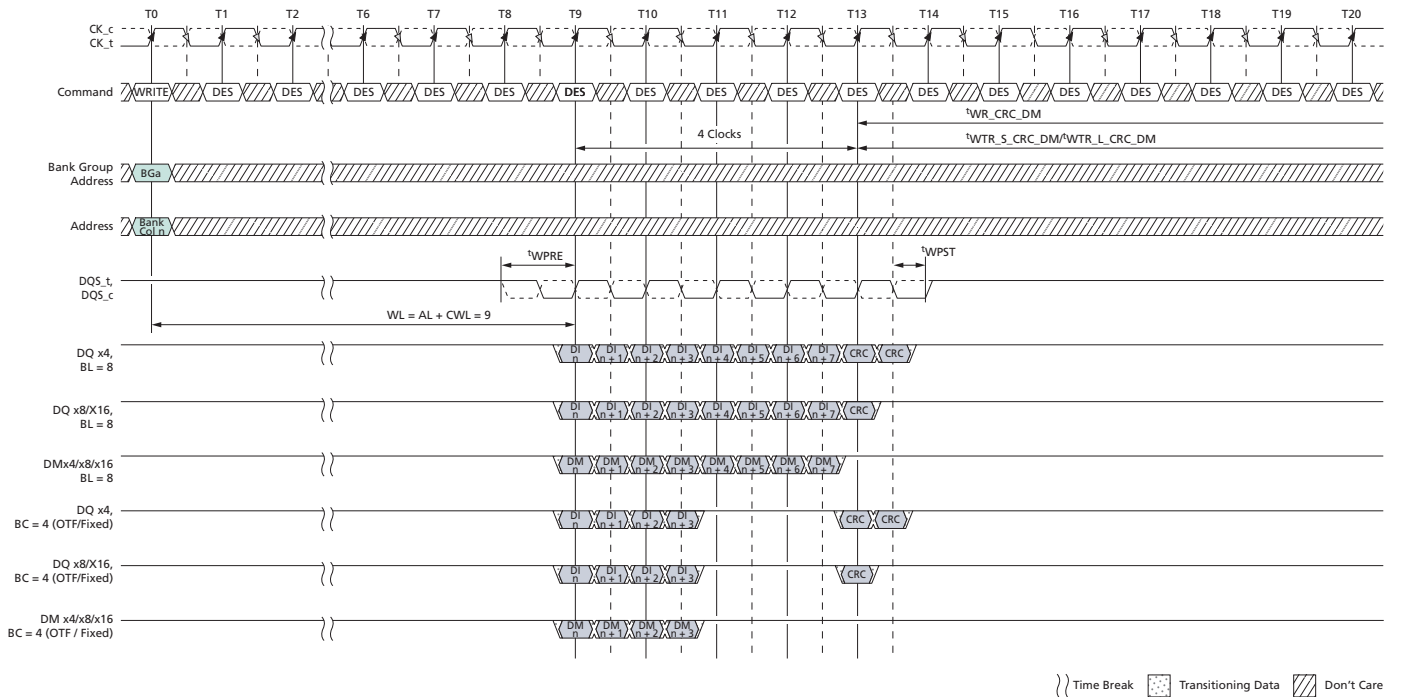 T0 T1 T2 T6 T7 T8 T9 T10 T11 T12 T13 T14 T15 T16 T17 T18 T19 T20
CK_c
CK_t
Command WRITE DES DES DES DES DES DES DES DES DES DES DES DES DES DES DES DES DES
tWR_CRC_DM
4 Clocks
tWTR_S_CRC_DM/tWTR_L_CRC_DM
Bank Group
Address
BGa
Address
Bank
Col n
tWPRE
tWPST
DQS_t,
DQS_c
WL = AL + CWL = 9
DQ x4,
BL = 8
DI DI DI DI DI DI DI DI CRC CRC
n n + 1 n + 2 n + 3 n + 4 n + 5 n + 6 n + 7
DQ x8/X16,
BL = 8
DI DI DI DI DI DI DI DI CRC
n n + 1 n + 2 n + 3 n + 4 n + 5 n + 6 n + 7
DMx4/x8/x16
BL = 8
DM DM DM DM DM DM DM DM
n n + 1 n + 2 n + 3 n + 4 n + 5 n + 6 n + 7
DQ x4,
BC = 4 (OTF/Fixed)
DI DI DI DI CRC CRC
n n + 1 n + 2 n + 3
DQ x8/X16,
BC = 4 (OTF/Fixed)
DI DI DI DI CRC
n n + 1 n + 2 n + 3
DM x4/x8/x16
BC = 4 (OTF / Fixed)
DM DM DM DM
n n + 1 n + 2 n + 3
Time Break Transitioning Data Don't Care